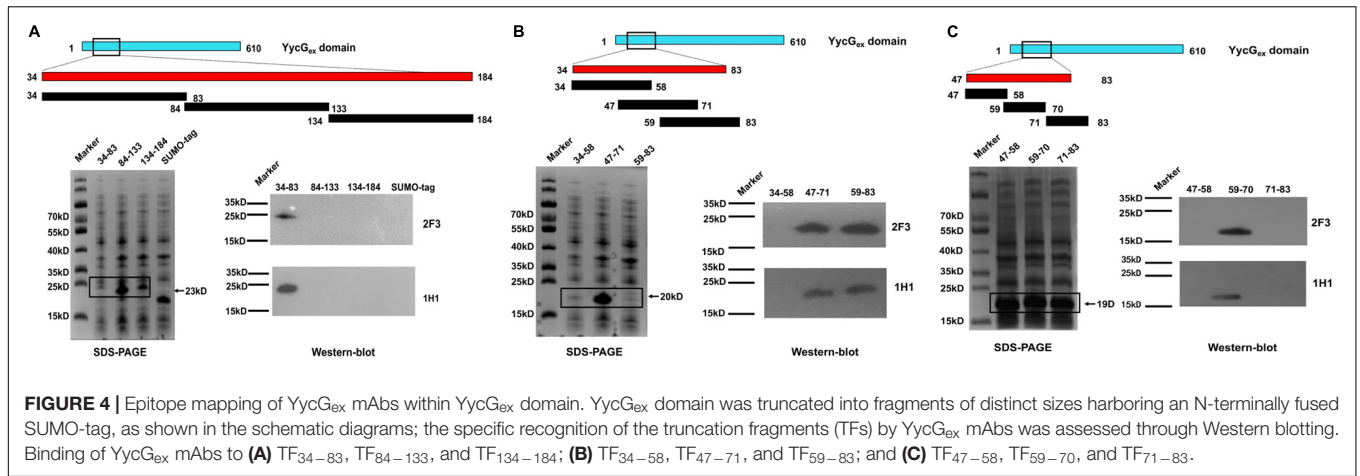 A
1 YycGex domain 610
34 184
34 83
84 133
134 184
Marker 34-83 84-133 134-184 SUMO-tag
70kD
55kD
40kD
35kD
25kD
15kD
←23kD
SDS-PAGE
Marker 34-83 84-133 134-184 SUMO-tag
35kD
25kD
15kD
2F3
35kD
25kD
15kD
1H1
Western-blot
B
1 610 YycGex domain
34 83
34 58
47 71
59 83
Marker 34-58 47-71 59-83
70kD
55kD
40kD
35kD
25kD
15kD
←20kD
SDS-PAGE
Marker 34-58 47-71 59-83
35kD
25kD
15kD
2F3
35kD
25kD
15kD
1H1
Western-blot
C
1 610 YycGex domain
47 83
47 58
59 70
71 83
Marker 47-58 59-70 71-83
70kD
55kD
40kD
35kD
25kD
15kD
←19D
SDS-PAGE
Marker 47-58 59-70 71-83
35kD
25kD
15kD
2F3
35kD
25kD
15kD
1H1
Western-blot
FIGURE 4 | Epitope mapping of YycGex mAbs within YycGex domain. YycGex domain was truncated into fragments of distinct sizes harboring an N-terminally fused
SUMO-tag, as shown in the schematic diagrams; the specific recognition of the truncation fragments (TFs) by YycGex mAbs was assessed through Western blotting.
Binding of YycGex mAbs to (A) TF34−83, TF84−133, and TF134−184; (B) TF34−58, TF47−71, and TF59−83; and (C) TF47−58, TF59−70, and TF71−83.